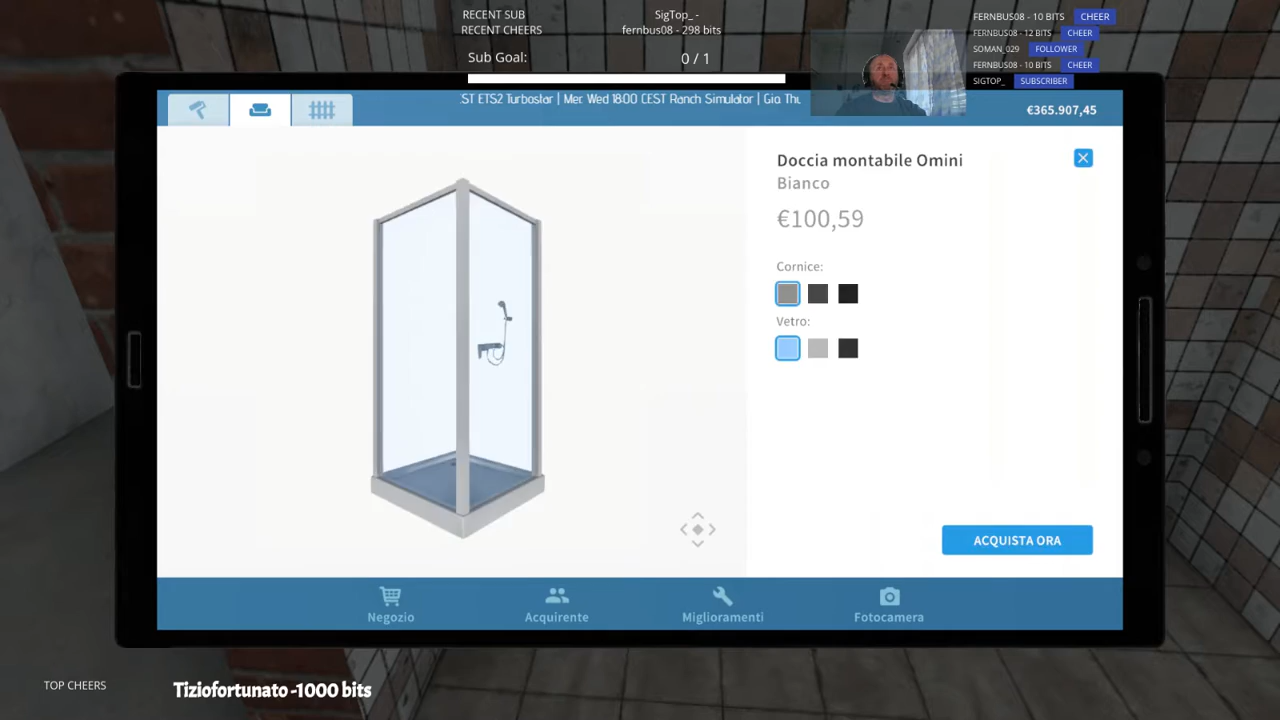 RECENT SUB
SigTop_ -
RECENT CHEERS
fernbus08 - 298 bits
Sub Goal:
0 / 1
FERNBUS08 - 10 BITS CHEER
FERNBUS08 - 12 BITS CHEER
SOMAN_029 FOLLOWER
FERNBUS08 - 10 BITS CHEER
SIGTOP_ SUBSCRIBER
.ST ETS2 Turbostar | Mer. Wed 18:00 CEST Ranch Simulator | Gio. Thu
€365.907,45
Doccia montabile Omini
Bianco
€100,59
Cornice:
Vetro:
ACQUISTA ORA
Negozio
Acquirente
Miglioramenti
Fotocamera
TOP CHEERS
Tiziofortunato -1000 bits